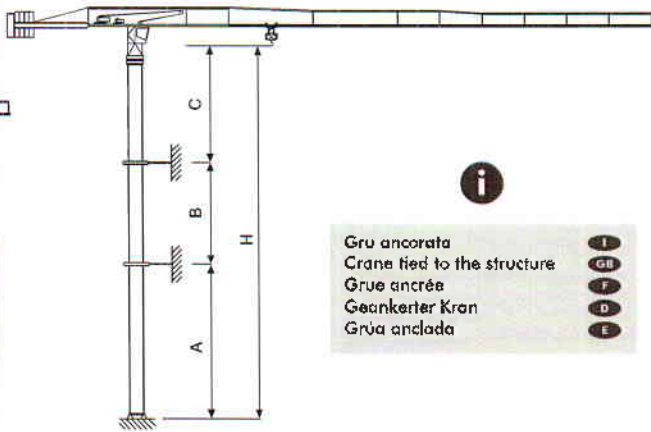 C
B
H
A
i
Gru ancorata I
Crane tied to the structure GB
Grue ancrée F
Geankerter Kran D
Grúa anclada E